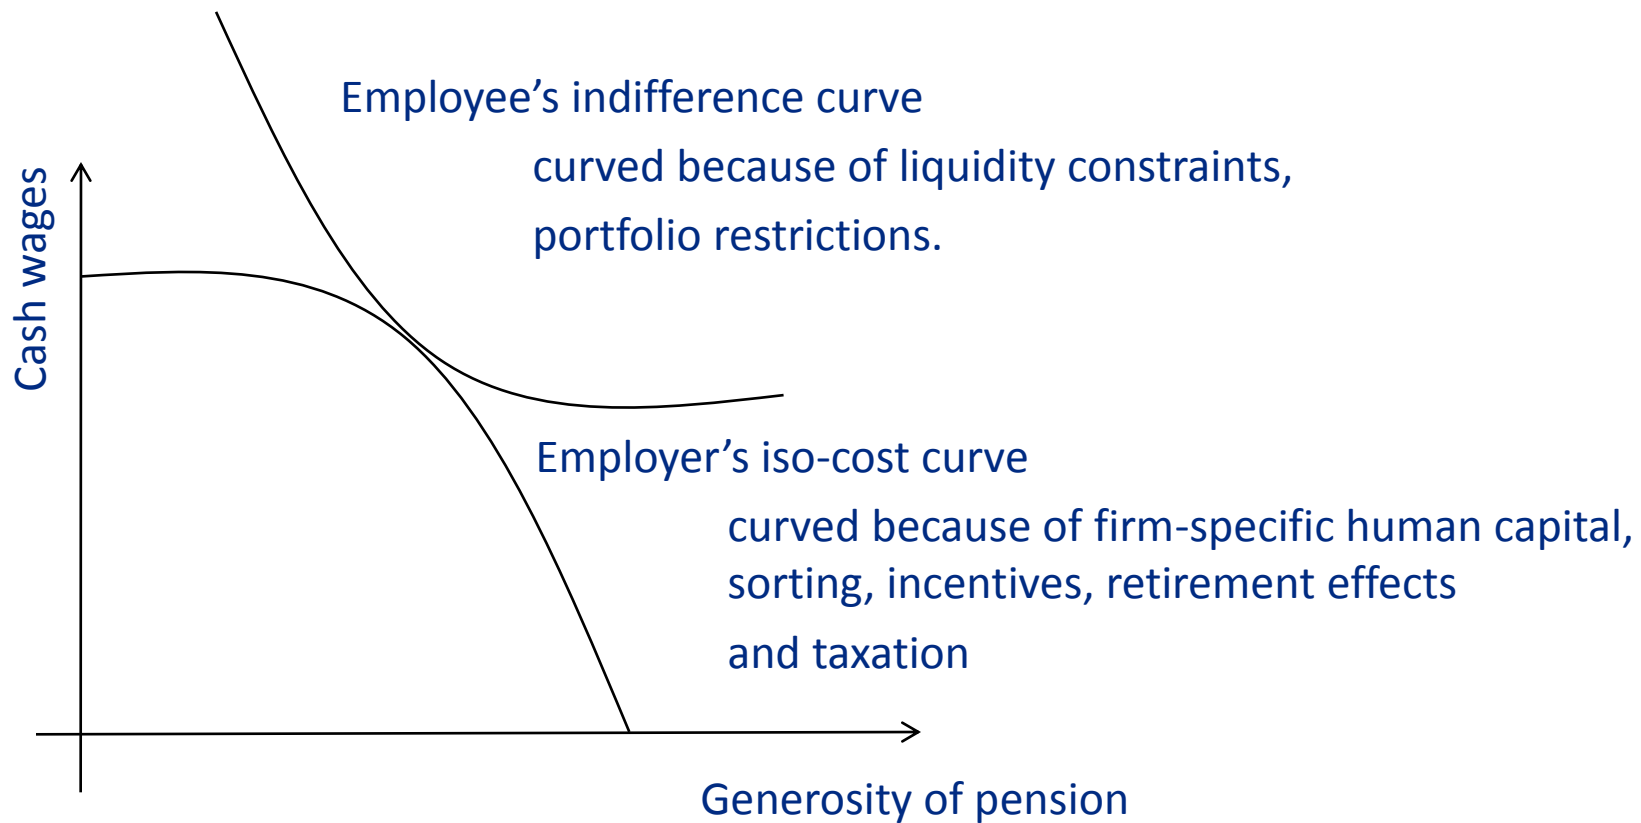 Employee’s indifference curve
curved because of liquidity constraints,
portfolio restrictions.
Cash wages
Employer’s iso-cost curve
curved because of firm-specific human capital,
sorting, incentives, retirement effects
and taxation
Generosity of pension